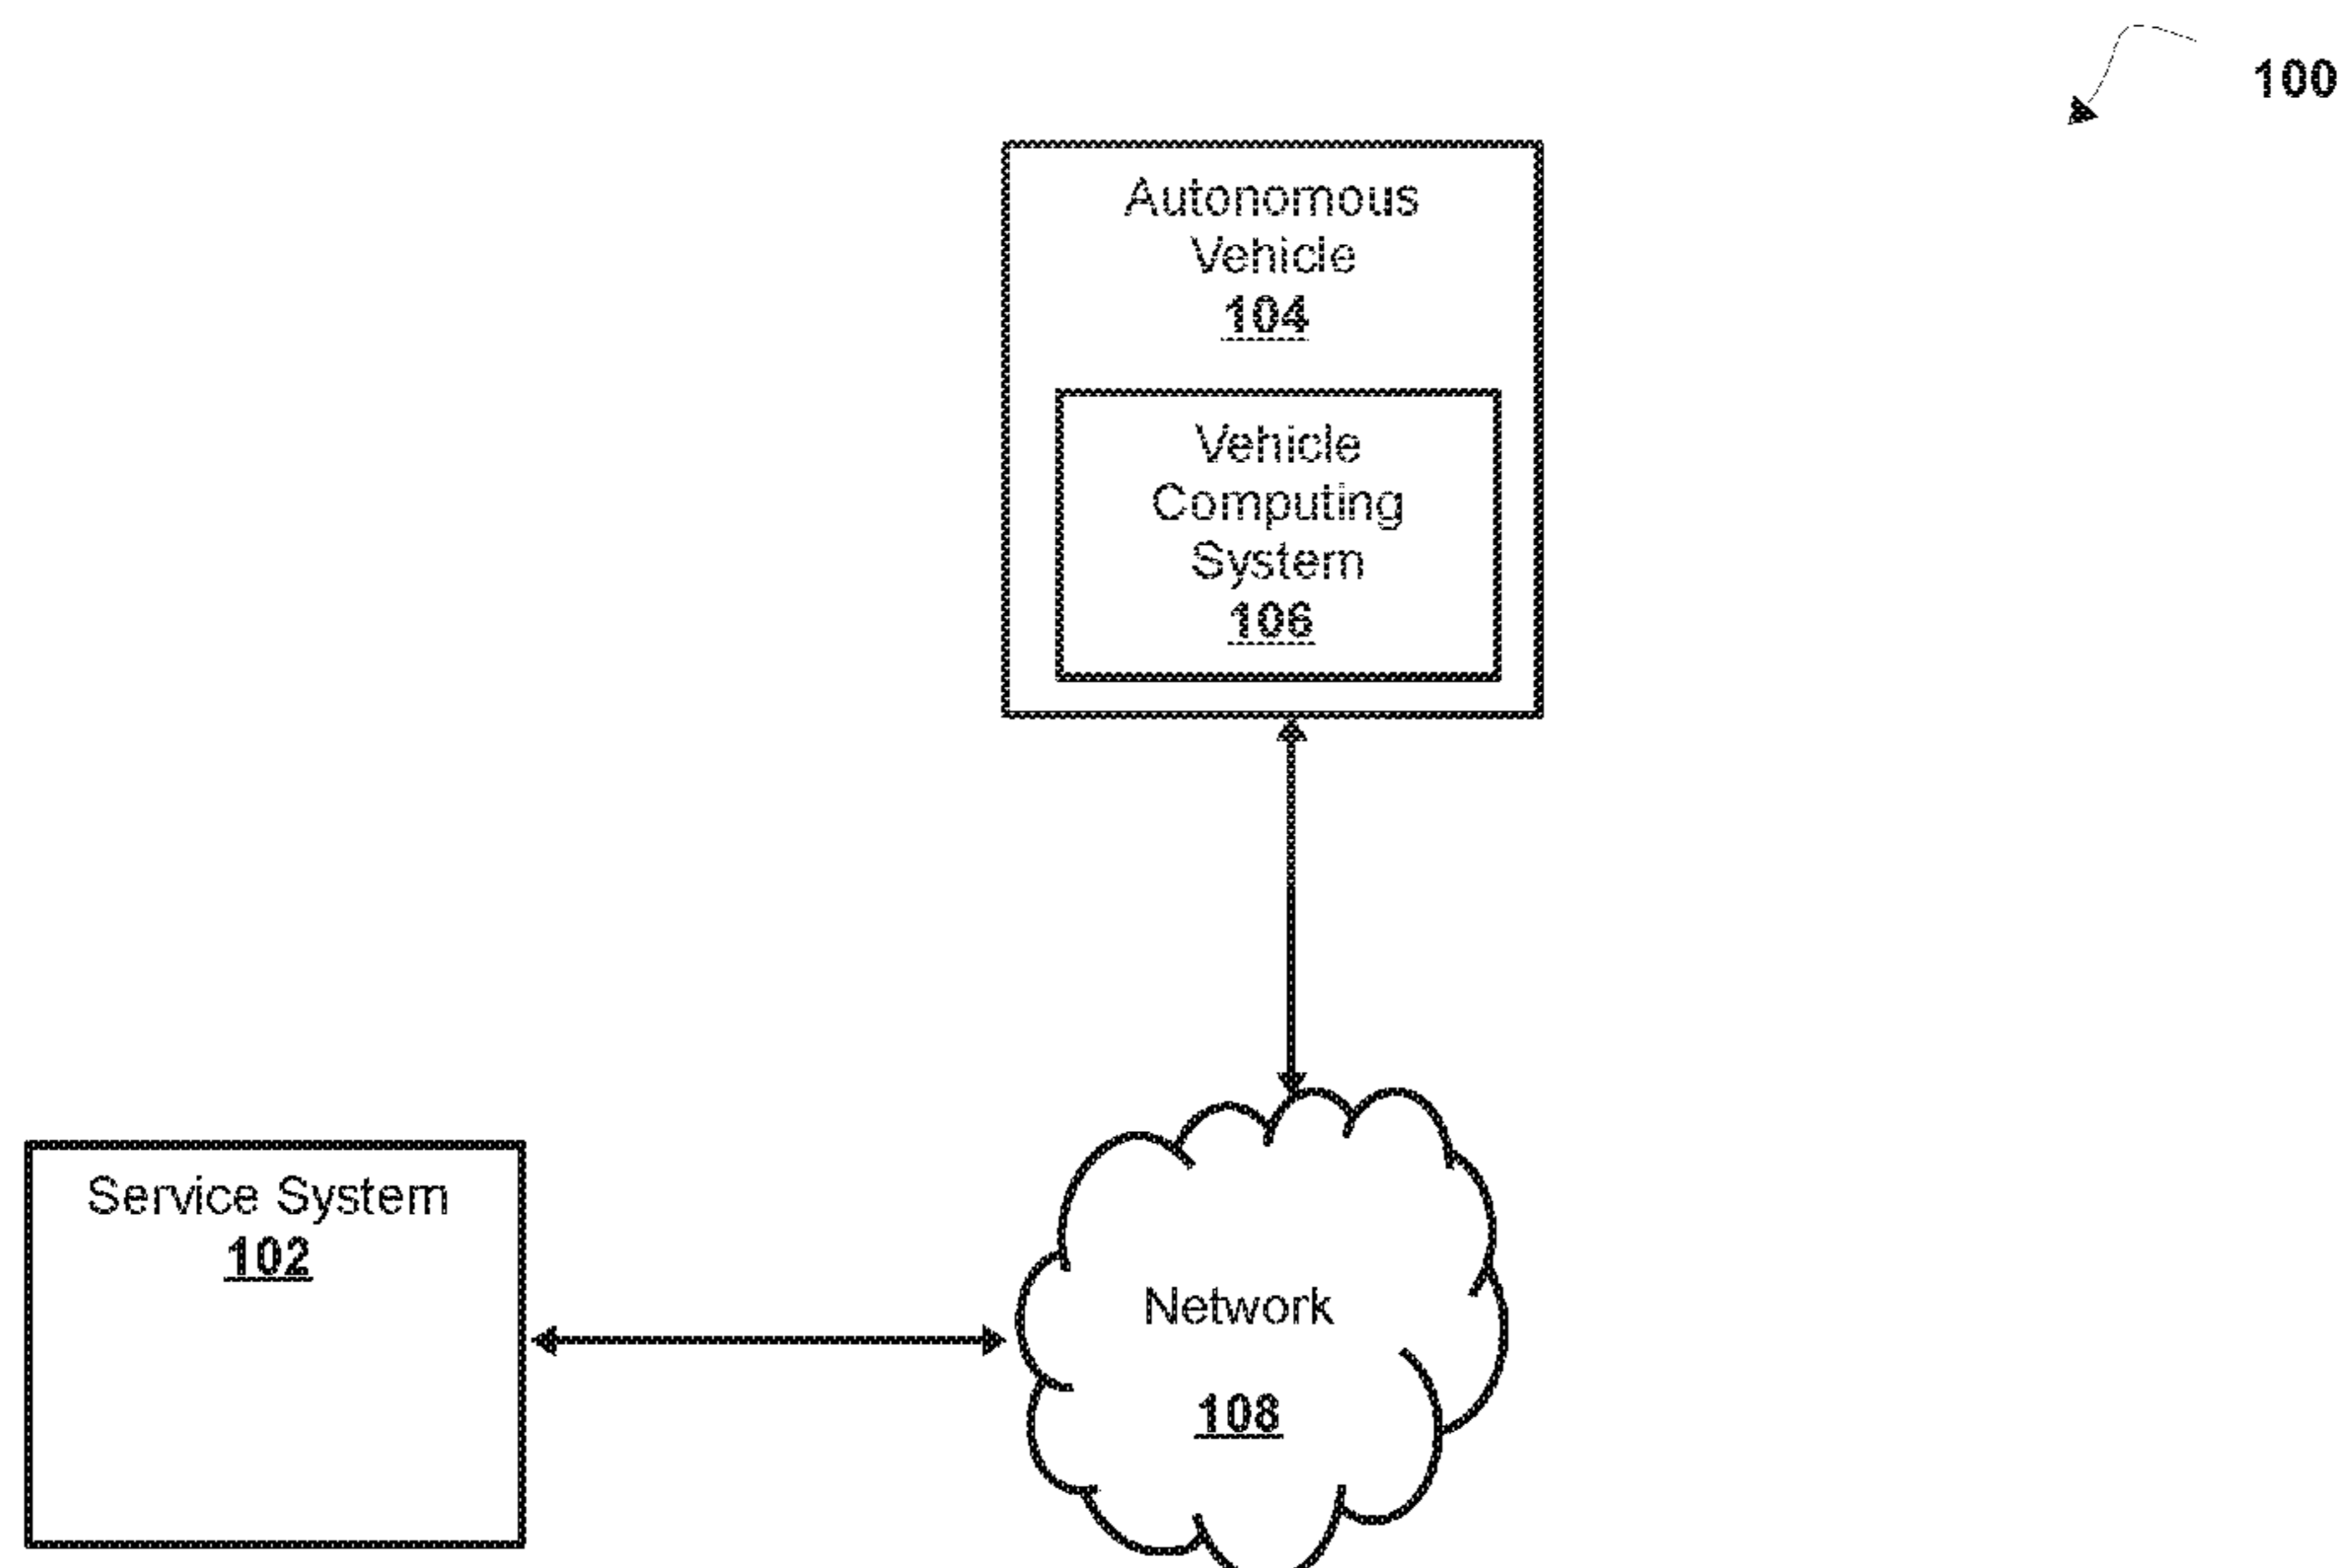 100
Autonomous
Vehicle
104
Vehicle
Computing
System
106
Service System
102
Network
108